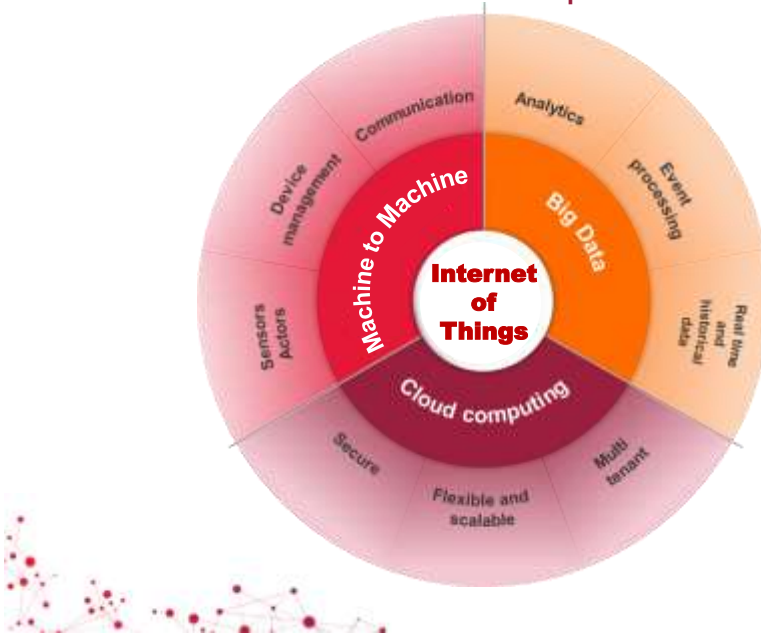 Communication
Analytics
Device
management
Event
processing
Machine to Machine
Big Data
Internet
of
Things
Sensors
Actors
Real time
and
historical
data
Cloud computing
Secure
Flexible and
scalable
Multi
tenant